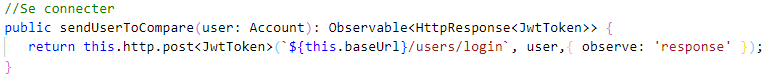 //Se connecter
public sendUserToCompare(user: Account): Observable<HttpResponse<JwtToken>> {
return this.http.post<JwtToken>(`${this.baseUrl}/users/login`, user,{ observe: 'response' });
}